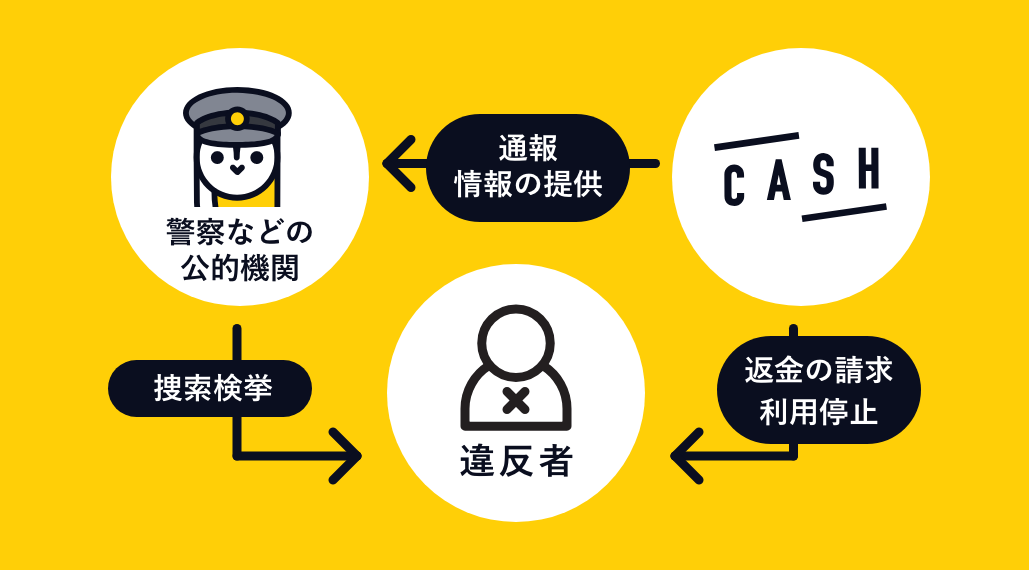 通報
情報の提供
CASH
警察などの
公的機関
捜索検挙
返金の請求
利用停止
違反者